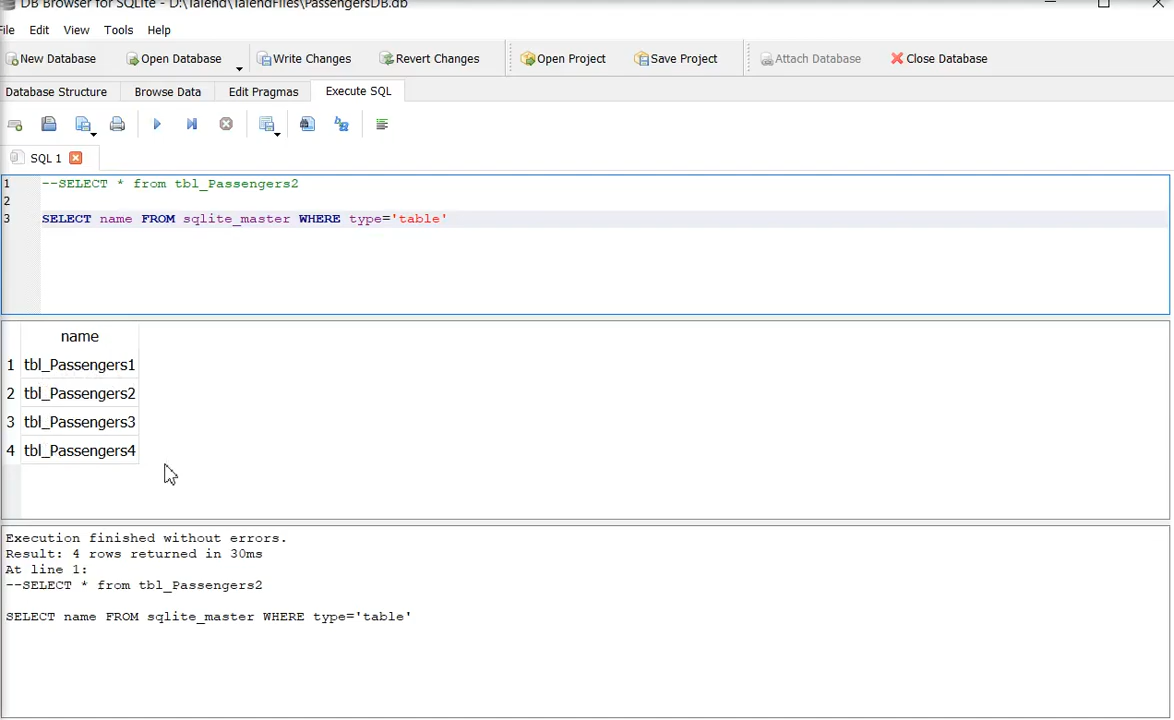 DB Browser for SQLite - D:\Talend\TalendFiles\PassengersDB.db
File Edit View Tools Help
New Database Open Database Write Changes Revert Changes Open Project Save Project Attach Database Close Database
Database Structure Browse Data Edit Pragmas Execute SQL
SQL 1
1 --SELECT * from tbl_Passengers2
2
3 SELECT name FROM sqlite_master WHERE type='table'
name
1 tbl_Passengers1
2 tbl_Passengers2
3 tbl_Passengers3
4 tbl_Passengers4
Execution finished without errors.
Result: 4 rows returned in 30ms
At line 1:
--SELECT * from tbl_Passengers2
SELECT name FROM sqlite_master WHERE type='table'